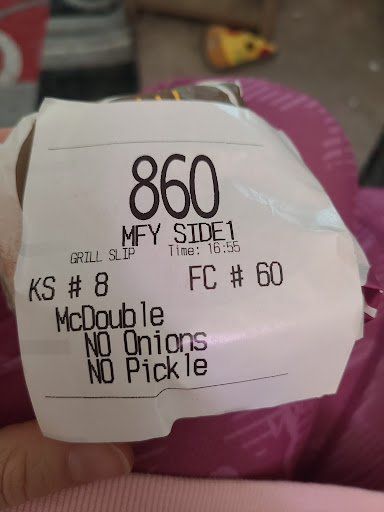 860
MFY SIDE1
GRILL SLIP Time: 16:55
KS # 8 FC # 60
McDouble
NO Onions
NO Pickle